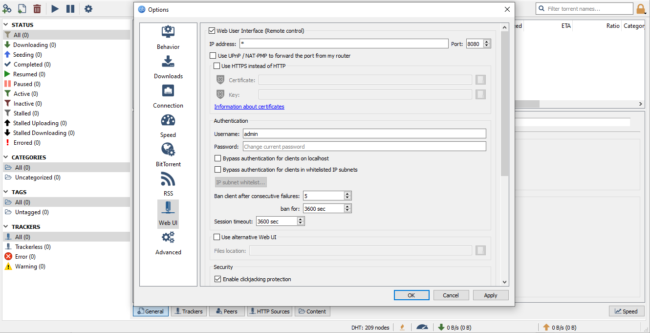 Options
Filter torrent names...
STATUS
All (0)
Downloading (0)
Seeding (0)
Completed (0)
Resumed (0)
Paused (0)
Active (0)
Inactive (0)
Stalled (0)
Stalled Uploading (0)
Stalled Downloading (0)
Errored (0)
CATEGORIES
All (0)
Uncategorized (0)
TAGS
All (0)
Untagged (0)
TRACKERS
All (0)
Trackerless (0)
Error (0)
Warning (0)
Behavior
Downloads
Connection
Speed
BitTorrent
RSS
Web UI
Advanced
Web User Interface (Remote control)
IP address: * Port: 8080
Use UPnP / NAT-PMP to forward the port from my router
Use HTTPS instead of HTTP
Certificate:
Key:
Information about certificates
Authentication
Username: admin
Password: Change current password
Bypass authentication for clients on localhost
Bypass authentication for clients in whitelisted IP subnets
IP subnet whitelist...
Ban client after consecutive failures: 5
ban for: 3600 sec
Session timeout: 3600 sec
Use alternative Web UI
Files location:
Security
Enable clickjacking protection
OK Cancel Apply
ETA Ratio Categor
General Trackers Peers HTTP Sources Content
Speed
DHT: 209 nodes 0 B/s (0 B) 0 B/s (0 B)